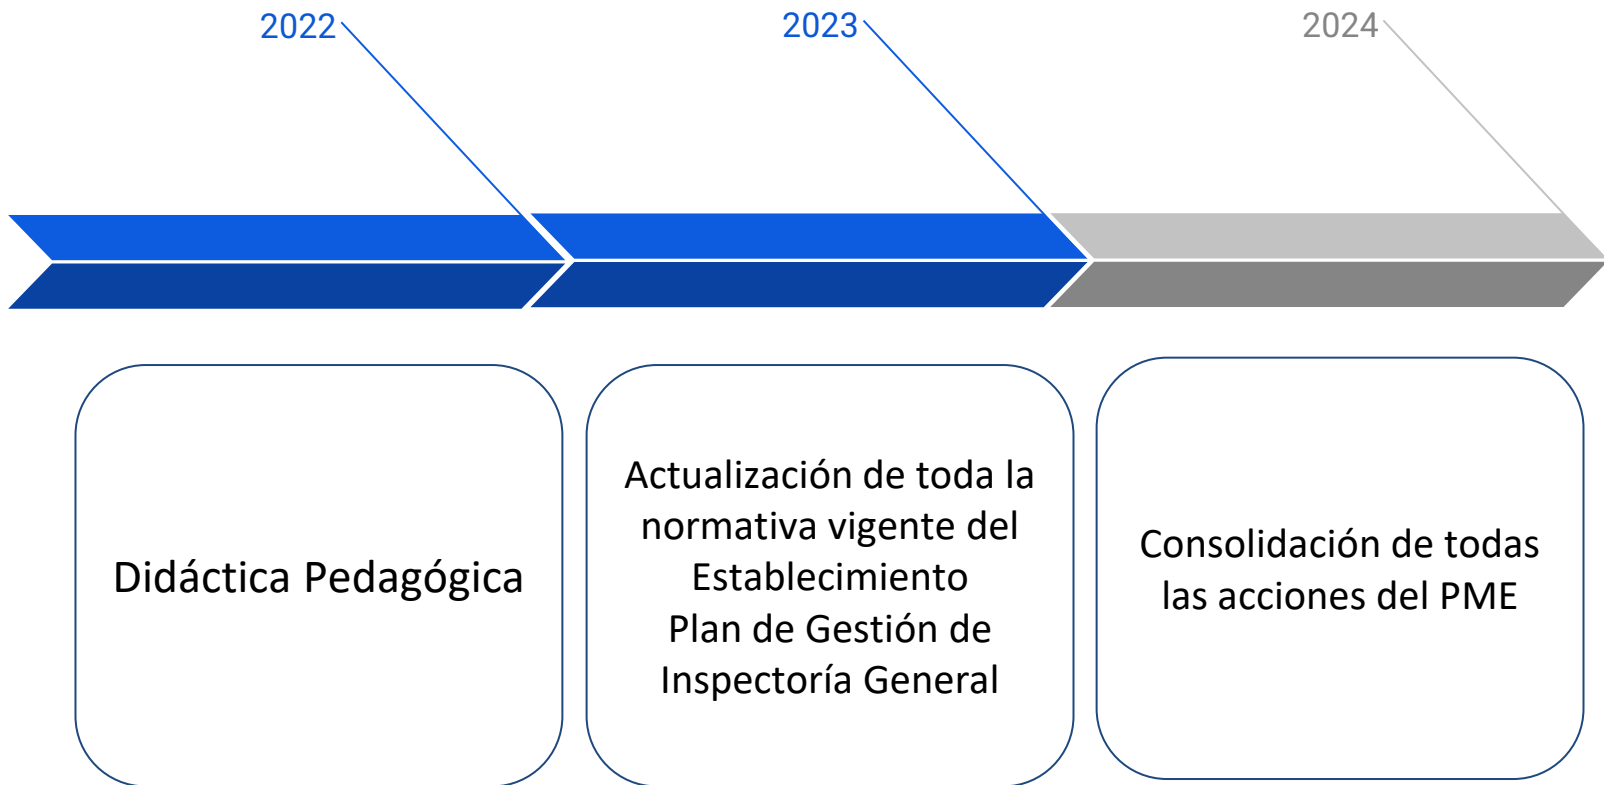 2022
2023
2024
Didáctica Pedagógica
Actualización de toda la
normativa vigente del
Establecimiento
Plan de Gestión de
Inspectoría General
Consolidación de todas
las acciones del PME